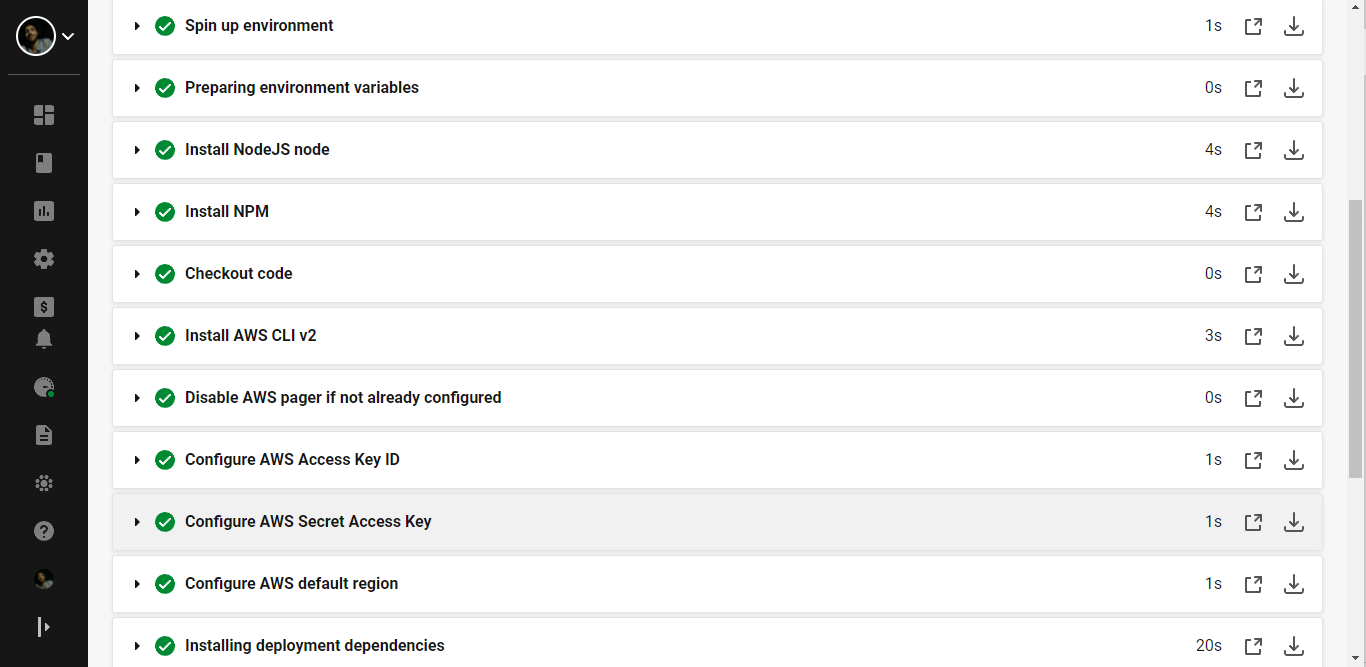 Spin up environment 1s
Preparing environment variables 0s
Install NodeJS node 4s
Install NPM 4s
Checkout code 0s
Install AWS CLI v2 3s
Disable AWS pager if not already configured 0s
Configure AWS Access Key ID 1s
Configure AWS Secret Access Key 1s
Configure AWS default region 1s
Installing deployment dependencies 20s